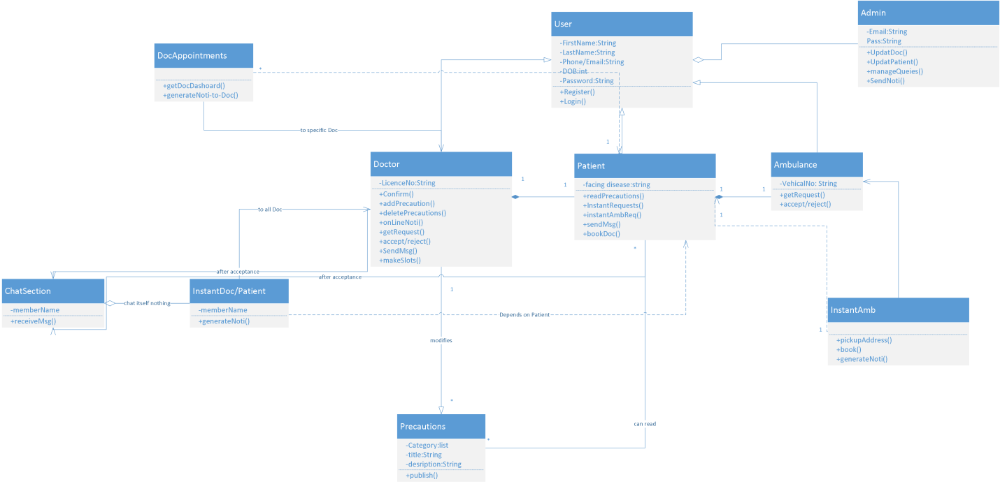 Admin
-Email:String
Pass:String
+UpdatDoc()
+UpdatPatient()
+manageQueies()
+SendNoti()
User
-FirstName:String
-LastName:String
-Phone/Email:String
-DOB:int
-Password:String
+Register()
+Login()
DocAppointments
+getDocDashoard()
+generateNoti-to-Doc()
*
to specific Doc
1
Doctor
-LicenceNo:String
+Confirm()
+addPrecaution()
+deletePrecautions()
+onLineNoti()
+getRequest()
+accept/reject()
+SendMsg()
+makeSlots()
1
1
Patient
-facing disease:string
+readPrecautions()
+InstantRequests()
+instantAmbReq()
+sendMsg()
+bookDoc()
1
1
1
*
Ambulance
-VehicalNo: String
+getRequest()
+accept/reject()
to all Doc
after acceptance
after acceptance
ChatSection
-memberName
+receiveMsg()
chat itself nothing
InstantDoc/Patient
-memberName
+generateNoti()
1
Depends on Patient
InstantAmb
+pickupAddress()
+book()
+generateNoti()
1
modifies
*
Precautions
-Category:list
-title:String
-desription:String
+publish()
*
can read